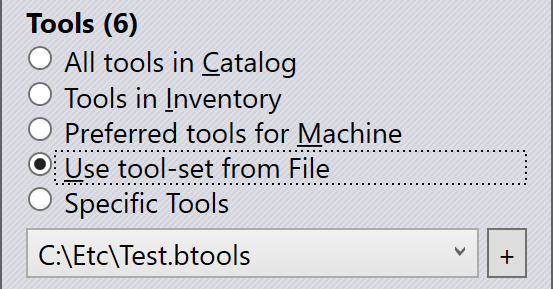 Tools (6)
All tools in Catalog
Tools in Inventory
Preferred tools for Machine
Use tool-set from File
Specific Tools
C:\Etc\Test.btools +